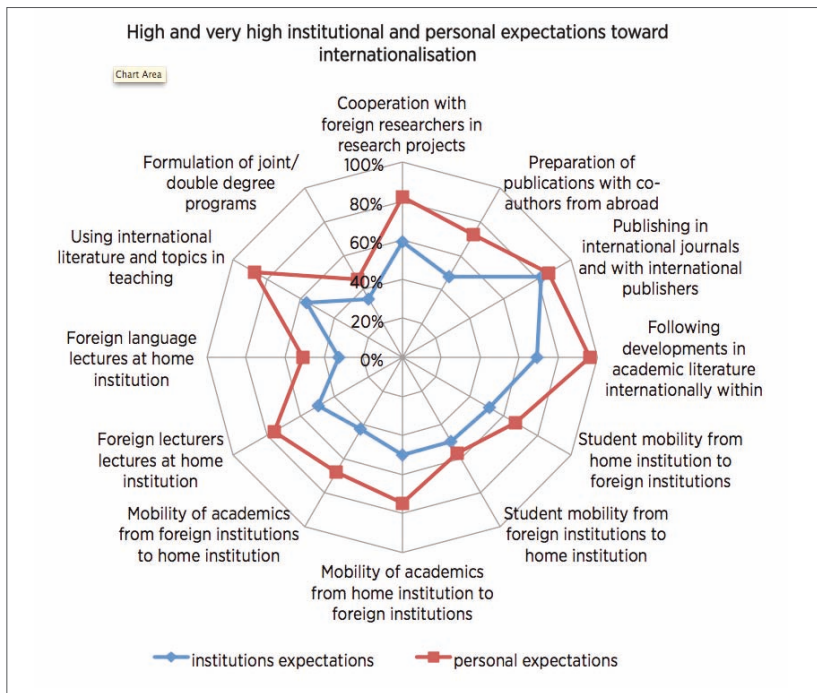 High and very high institutional and personal expectations toward
internationalisation
Chart Area
Cooperation with
foreign researchers in
research projects
Preparation of
publications with co-
authors from abroad
Publishing in
international journals
and with international
publishers
Following
developments in
academic literature
internationally within
Student mobility from
home institution to
foreign institutions
Student mobility from
foreign institutions to
home institution
Mobility of academics
from home institution to
foreign institutions
Mobility of academics
from foreign institutions
to home institution
Foreign lecturers
lectures at home
institution
Foreign language
lectures at home
institution
Using international
literature and topics in
teaching
Formulation of joint/
double degree
programs
100%
80%
60%
40%
20%
0%
institutions expectations
personal expectations